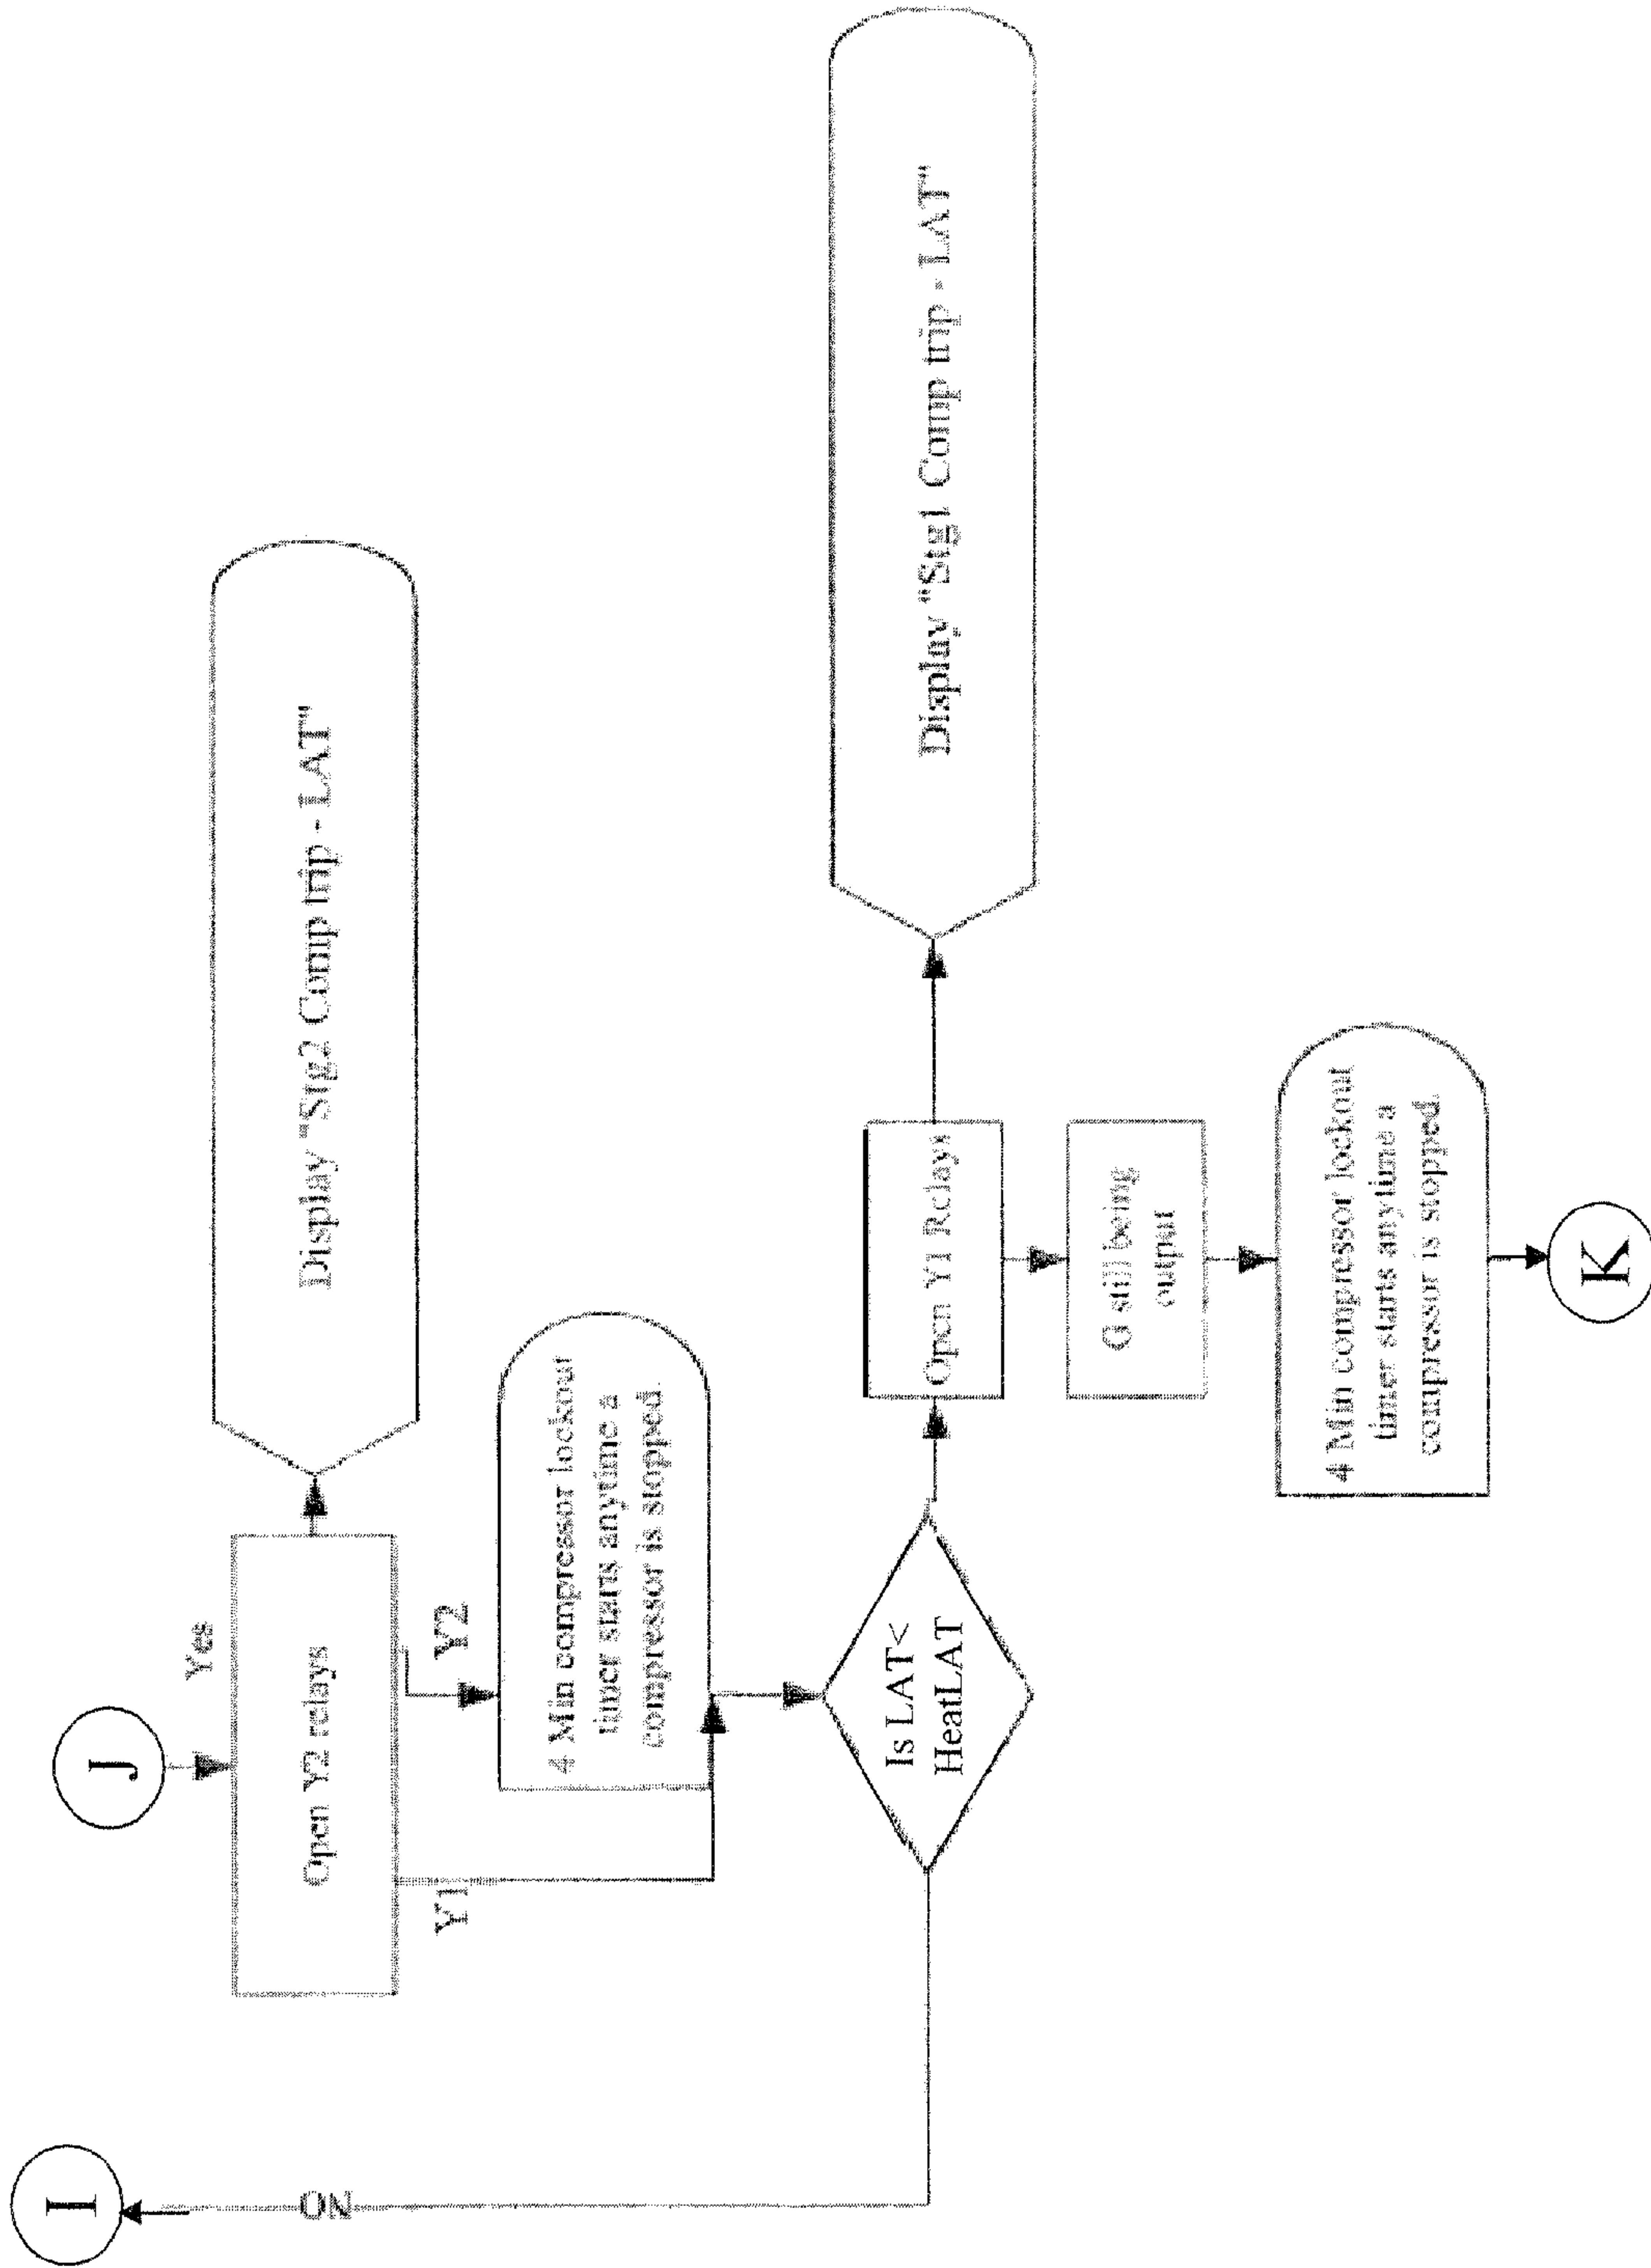 J
Yes
Open Y2 relays
Display "Stg2 Comp trip - LAT"
Y1
Y2
4 Min compressor lockout
timer starts anytime a
compressor is stopped.
I
NO
Is LAT<
HeatLAT
Open Y1 Relays
Display "Stg1 Comp trip - LAT"
G still being
output
4 Min compressor lockout
timer starts anytime a
compressor is stopped.
K